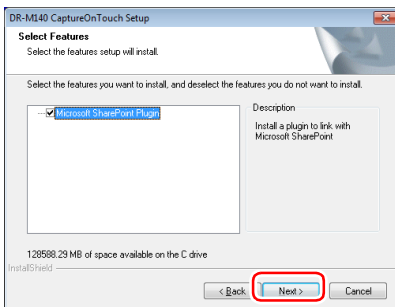 DR-M140 CaptureOnTouch Setup
Select Features
Select the features setup will install.
Select the features you want to install, and deselect the features you do not want to install.
Microsoft SharePoint Plugin
Description
Install a plugin to link with
Microsoft SharePoint
128588.29 MB of space available on the C drive
InstallShield
< Back
Next >
Cancel